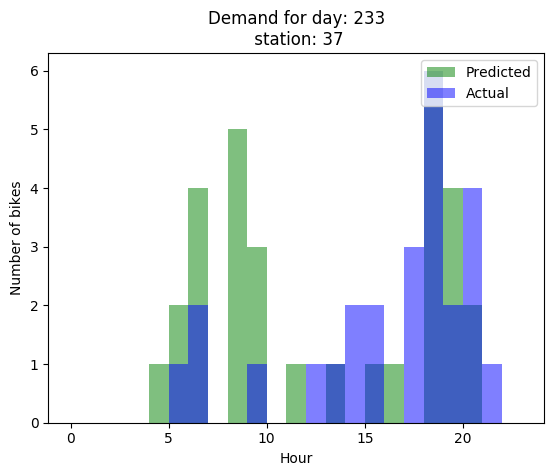 Demand for day: 233
station: 37
Predicted
Actual
6
5
4
3
2
1
0
Number of bikes
0 5 10 15 20
Hour